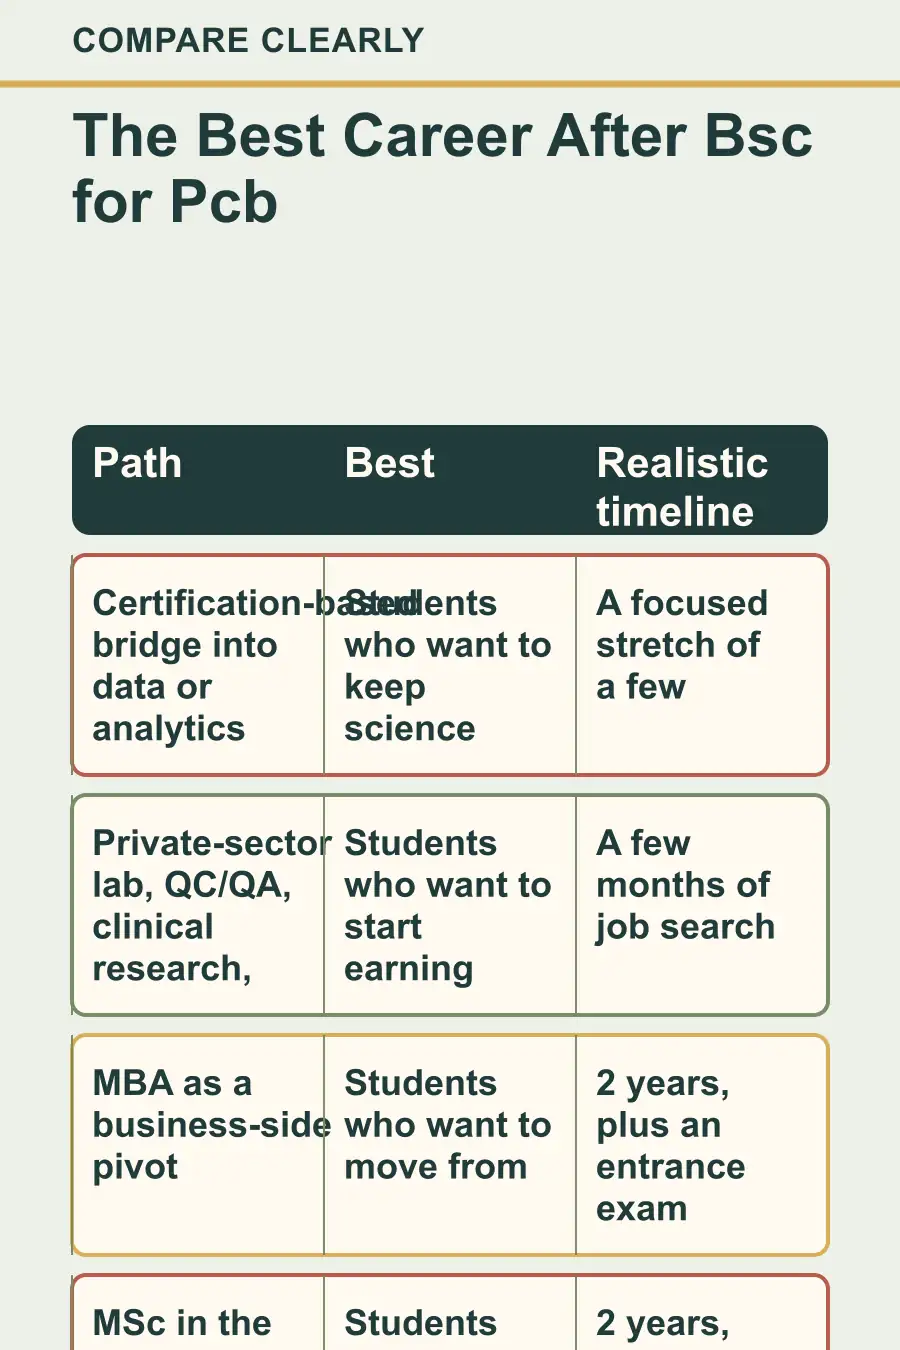 COMPARE CLEARLY
The Best Career After Bsc
for Pcb
Path
Best
Realistic
timeline
Certification-based
bridge into
data or
analytics
Students
who want to
keep
science
A focused
stretch of
a few
Private-sector
lab, QC/QA,
clinical
research,
Students
who want to
start
earning
A few
months of
job search
MBA as a
business-side
pivot
Students
who want to
move from
2 years,
plus an
entrance
exam
MSc in the
Students
2 years,